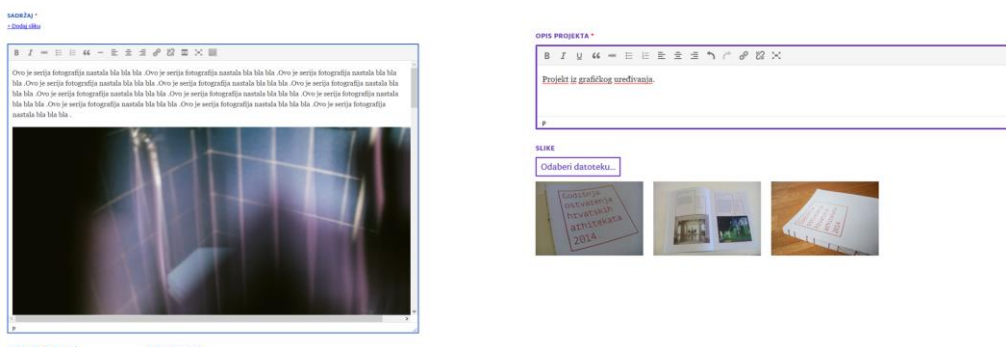 SADRŽAJ *
+ Dodaj sliku
Ovo je serija fotografija nastala bla bla bla .Ovo je serija fotografija nastala bla bla bla .Ovo je serija fotografija nastala bla bla
bla .Ovo je serija fotografija nastala bla bla bla .Ovo je serija fotografija nastala bla bla bla .Ovo je serija fotografija nastala bla
bla bla .Ovo je serija fotografija nastala bla bla bla .Ovo je serija fotografija nastala bla bla bla .Ovo je serija fotografija nastala
bla bla bla .Ovo je serija fotografija nastala bla bla bla .Ovo je serija fotografija nastala bla bla bla .Ovo je serija fotografija
nastala bla bla bla .
P
OPIS PROJEKTA *
Projekt iz grafičkog uređivanja.
P
SLIKE
Odaberi datoteku...
Godišnja
ostvarenja
hrvatskih
arhitekata
2014